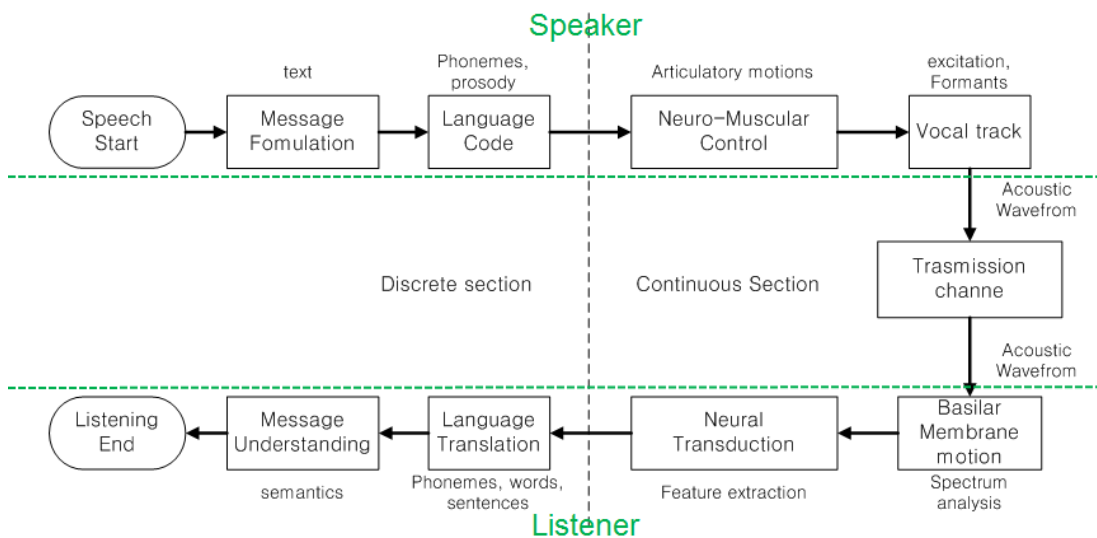 Speaker
text
Phonemes,
prosody
Articulatory motions
excitation,
Formants
Speech
Start
Message
Fomulation
Language
Code
Neuro-Muscular
Control
Vocal track
Acoustic
Wavefrom
Discrete section
Continuous Section
Trasmission
channe
Acoustic
Wavefrom
Listening
End
Message
Understanding
Language
Translation
Neural
Transduction
Basilar
Membrane
motion
semantics
Phonemes, words,
sentences
Feature extraction
Spectrum
analysis
Listener